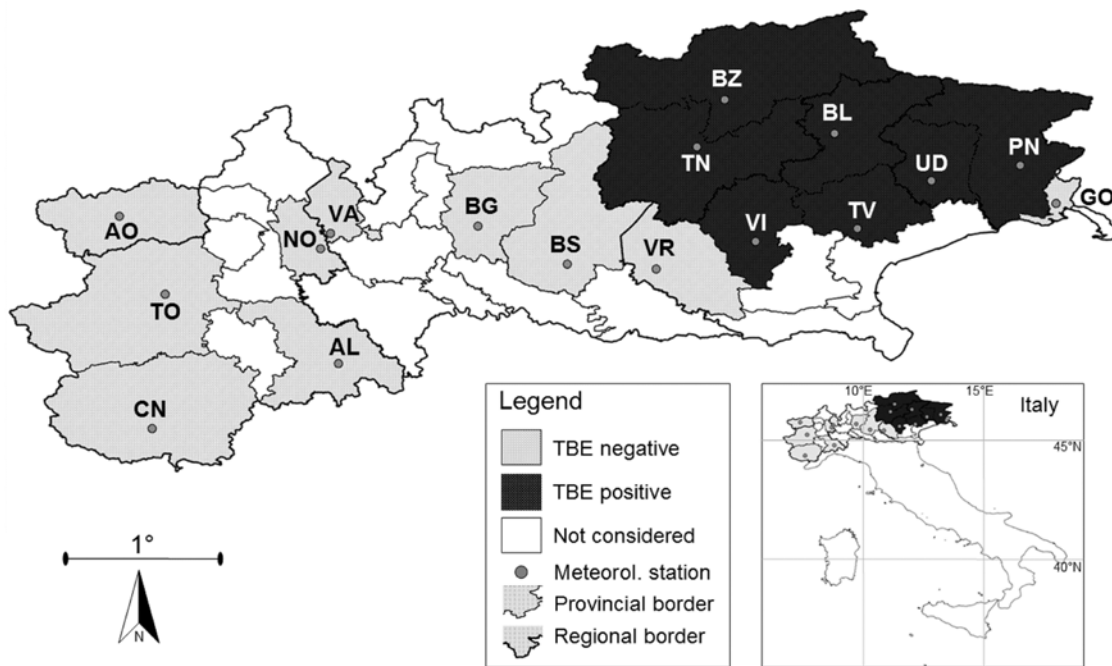 BZ
BL
PN
TN
UD
GO
VA
BG
TV
AO
NO
VI
BS
VR
TO
AL
CN
Legend
TBE negative
TBE positive
Not considered
Meteorol. station
Provincial border
Regional border
1°
N
10°E 15°E
Italy
45°N
40°N